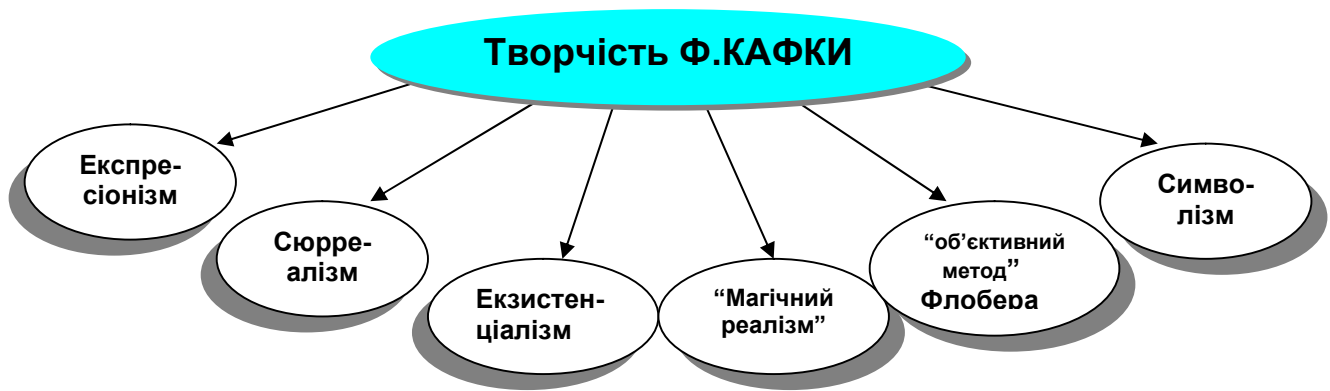 Творчість Ф.КАФКИ
Експре-
сіонізм
Сюрре-
алізм
Екзистен-
ціалізм
“Магічний
реалізм”
“об’єктивний
метод”
Флобера
Симво-
лізм